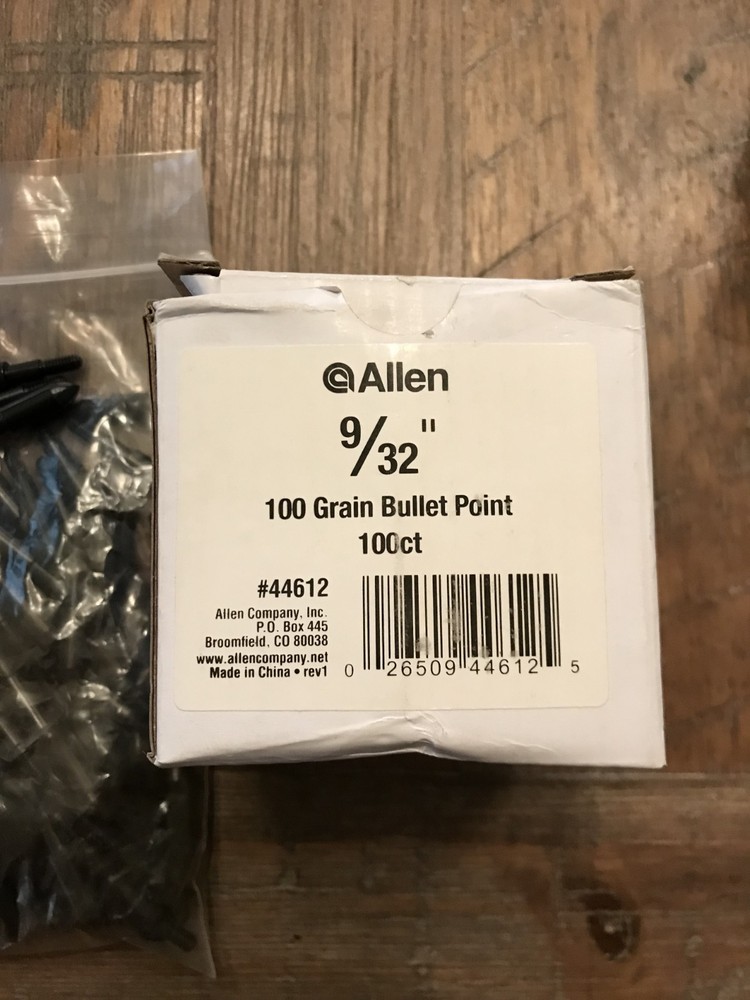 Allen
9/32"
100 Grain Bullet Point
100ct
#44612
Allen Company, Inc.
P.O. Box 445
Broomfield, CO 80038
www.allencompany.net
Made in China • rev1
0 26509 44612 5